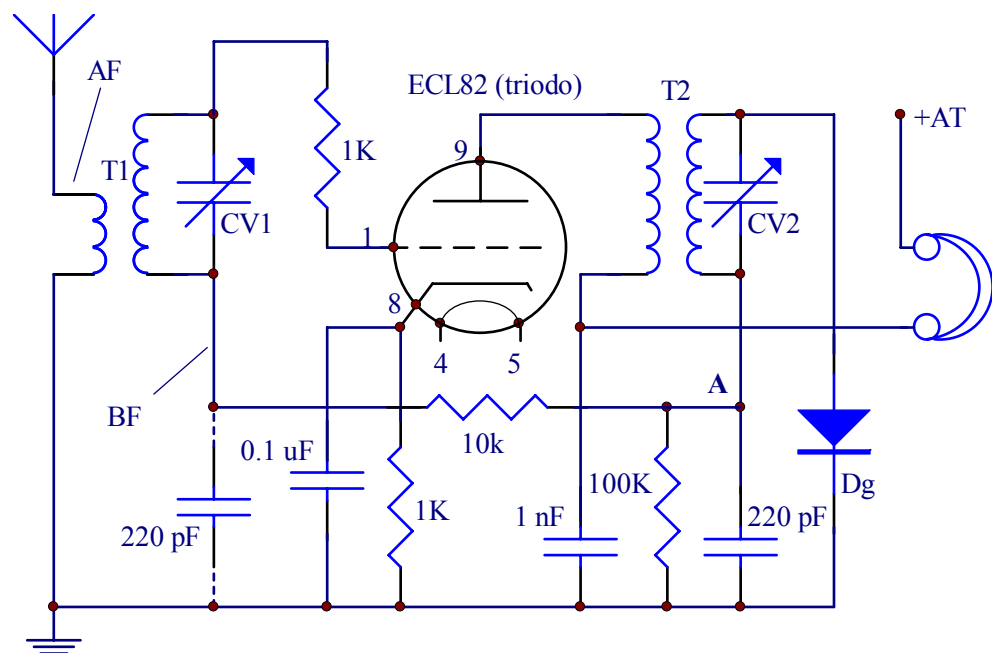 AF
ECL82 (triodo)
T2
+AT
T1
1K
9
CV1
CV2
1
8
4
5
A
BF
10k
0.1 uF
1K
100K
Dg
220 pF
1 nF
220 pF